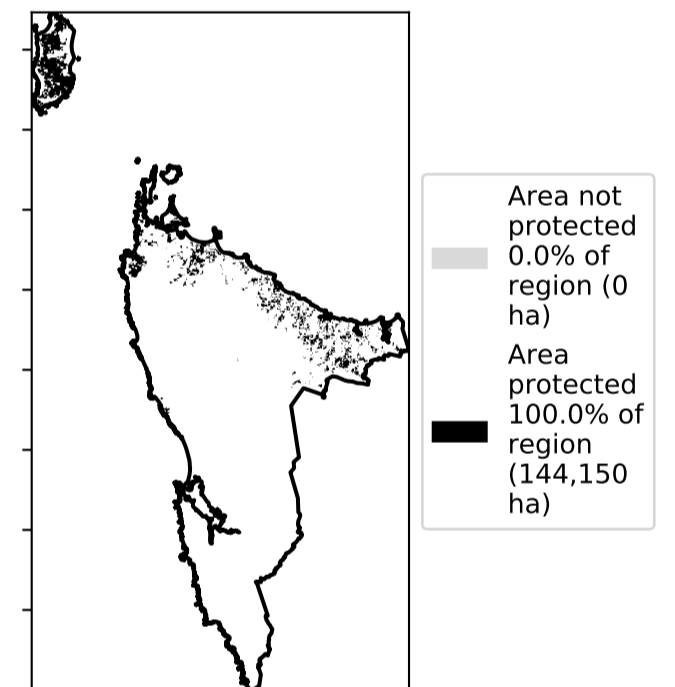 Area not
protected
0.0% of
region (0
ha)
Area
protected
100.0% of
region
(144,150
ha)